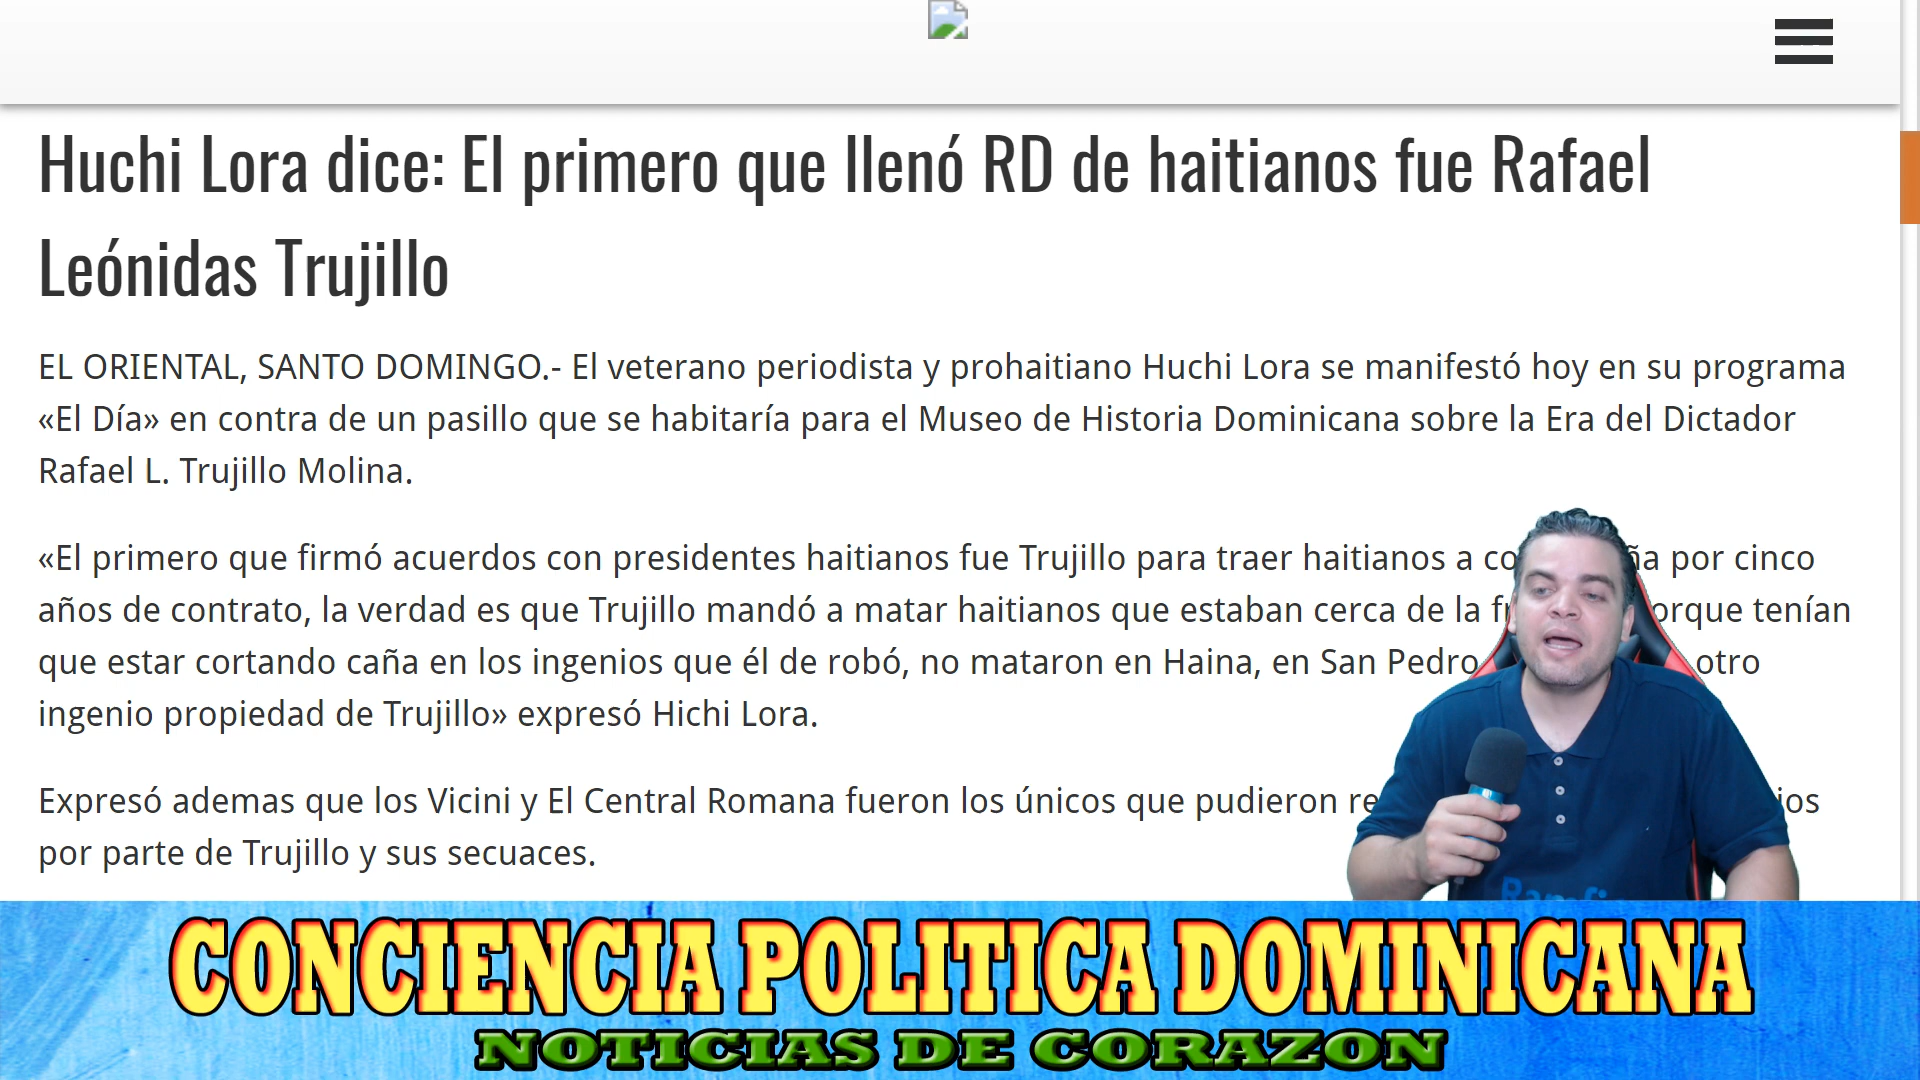 Huchi Lora dice: El primero que llenó RD de haitianos fue Rafael
Leónidas Trujillo
EL ORIENTAL, SANTO DOMINGO.- El veterano periodista y prohaitiano Huchi Lora se manifestó hoy en su programa
«El Día» en contra de un pasillo que se habitaría para el Museo de Historia Dominicana sobre la Era del Dictador
Rafael L. Trujillo Molina.
«El primero que firmó acuerdos con presidentes haitianos fue Trujillo para traer haitianos a por cinco
años de contrato, la verdad es que Trujillo mandó a matar haitianos que estaban cerca de la tenían
que estar cortando caña en los ingenios que él de robó, no mataron en Haina, en San Pedro otro
ingenio propiedad de Trujillo» expresó Hichi Lora.
Expresó ademas que los Vicini y El Central Romana fueron los únicos que pudieron
por parte de Trujillo y sus secuaces.
CONCIENCIA POLITICA DOMINICANA
NOTICIAS DE CORAZON